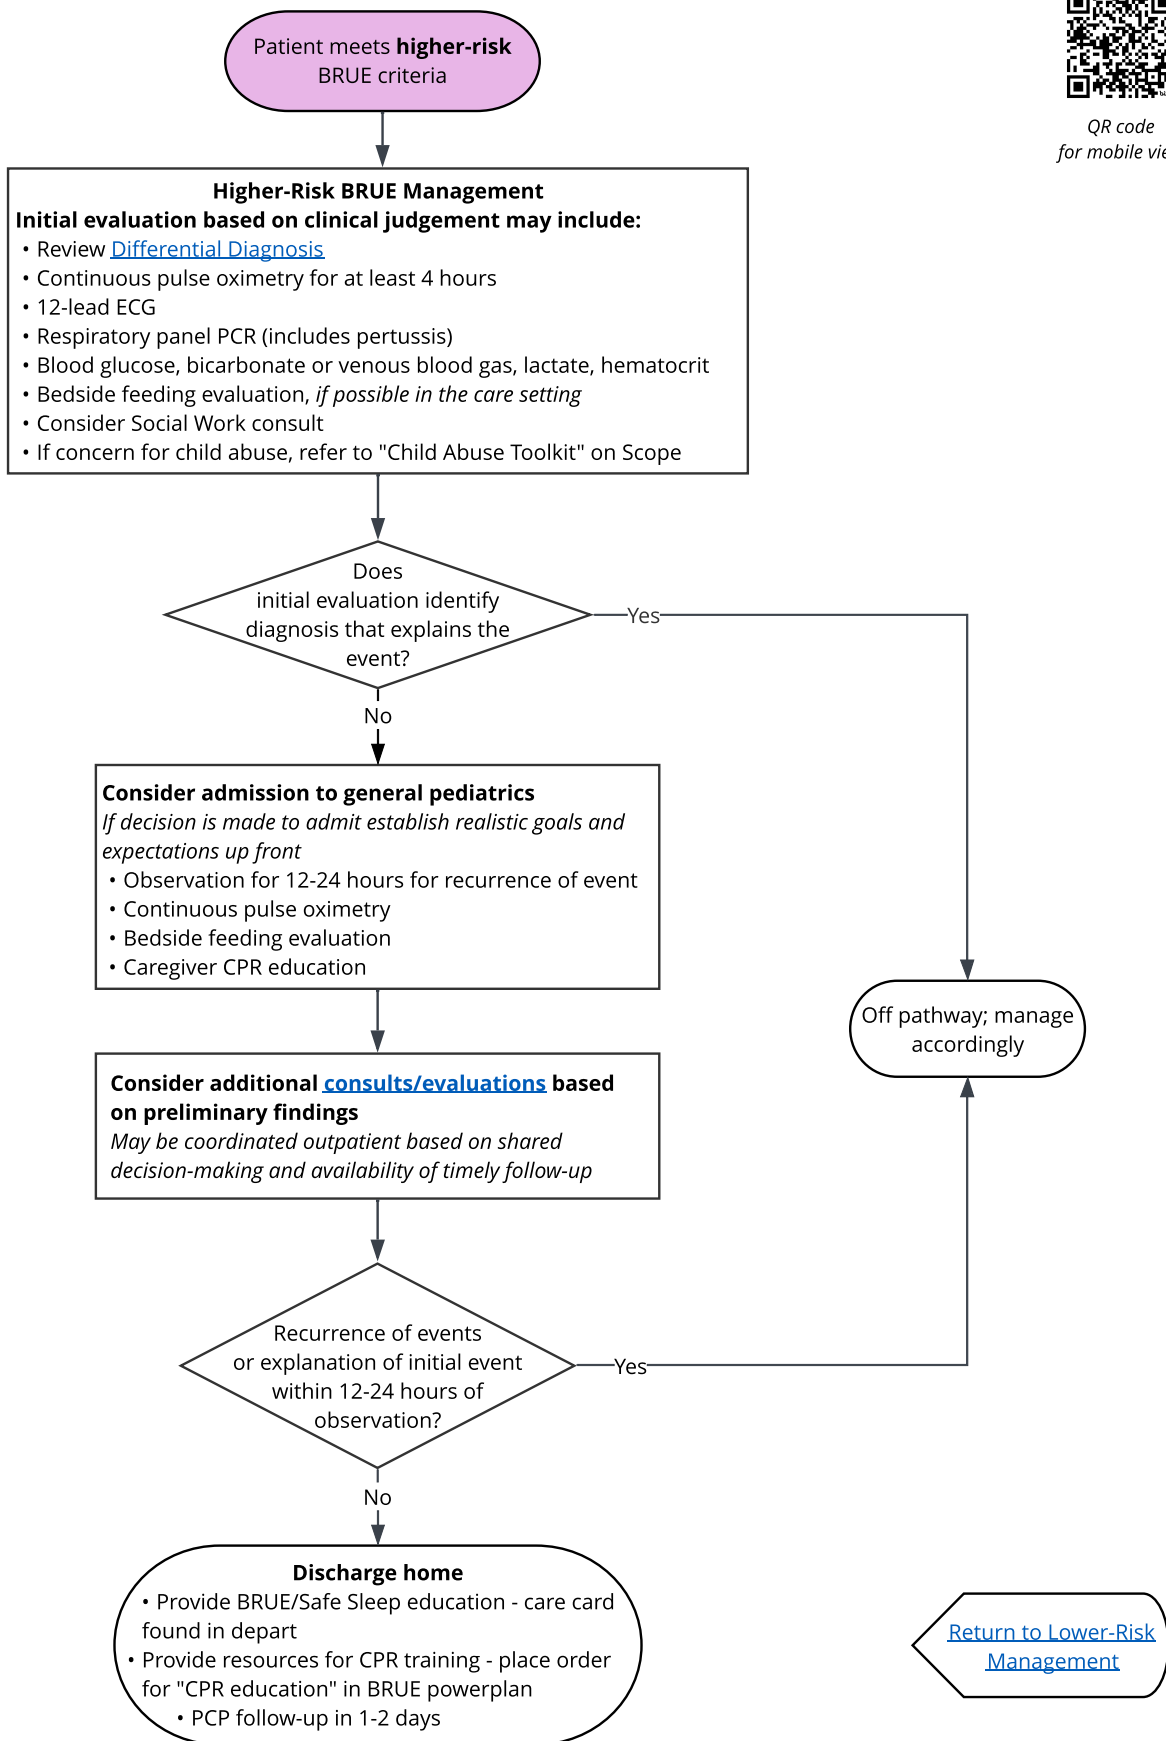 Patient meets higher-risk
BRUE criteria
QR code
for mobile vie
Higher-Risk BRUE Management
Initial evaluation based on clinical judgement may include:
• Review Differential Diagnosis
• Continuous pulse oximetry for at least 4 hours
• 12-lead ECG
• Respiratory panel PCR (includes pertussis)
• Blood glucose, bicarbonate or venous blood gas, lactate, hematocrit
• Bedside feeding evaluation, if possible in the care setting
• Consider Social Work consult
• If concern for child abuse, refer to "Child Abuse Toolkit" on Scope
Does
initial evaluation identify
diagnosis that explains the
event?
Yes
No
Consider admission to general pediatrics
If decision is made to admit establish realistic goals and
expectations up front
• Observation for 12-24 hours for recurrence of event
• Continuous pulse oximetry
• Bedside feeding evaluation
• Caregiver CPR education
Off pathway; manage
accordingly
Consider additional consults/evaluations based
on preliminary findings
May be coordinated outpatient based on shared
decision-making and availability of timely follow-up
Recurrence of events
or explanation of initial event
within 12-24 hours of
observation?
Yes
No
Discharge home
• Provide BRUE/Safe Sleep education - care card
found in depart
• Provide resources for CPR training - place order
for "CPR education" in BRUE powerplan
• PCP follow-up in 1-2 days
Return to Lower-Risk
Management